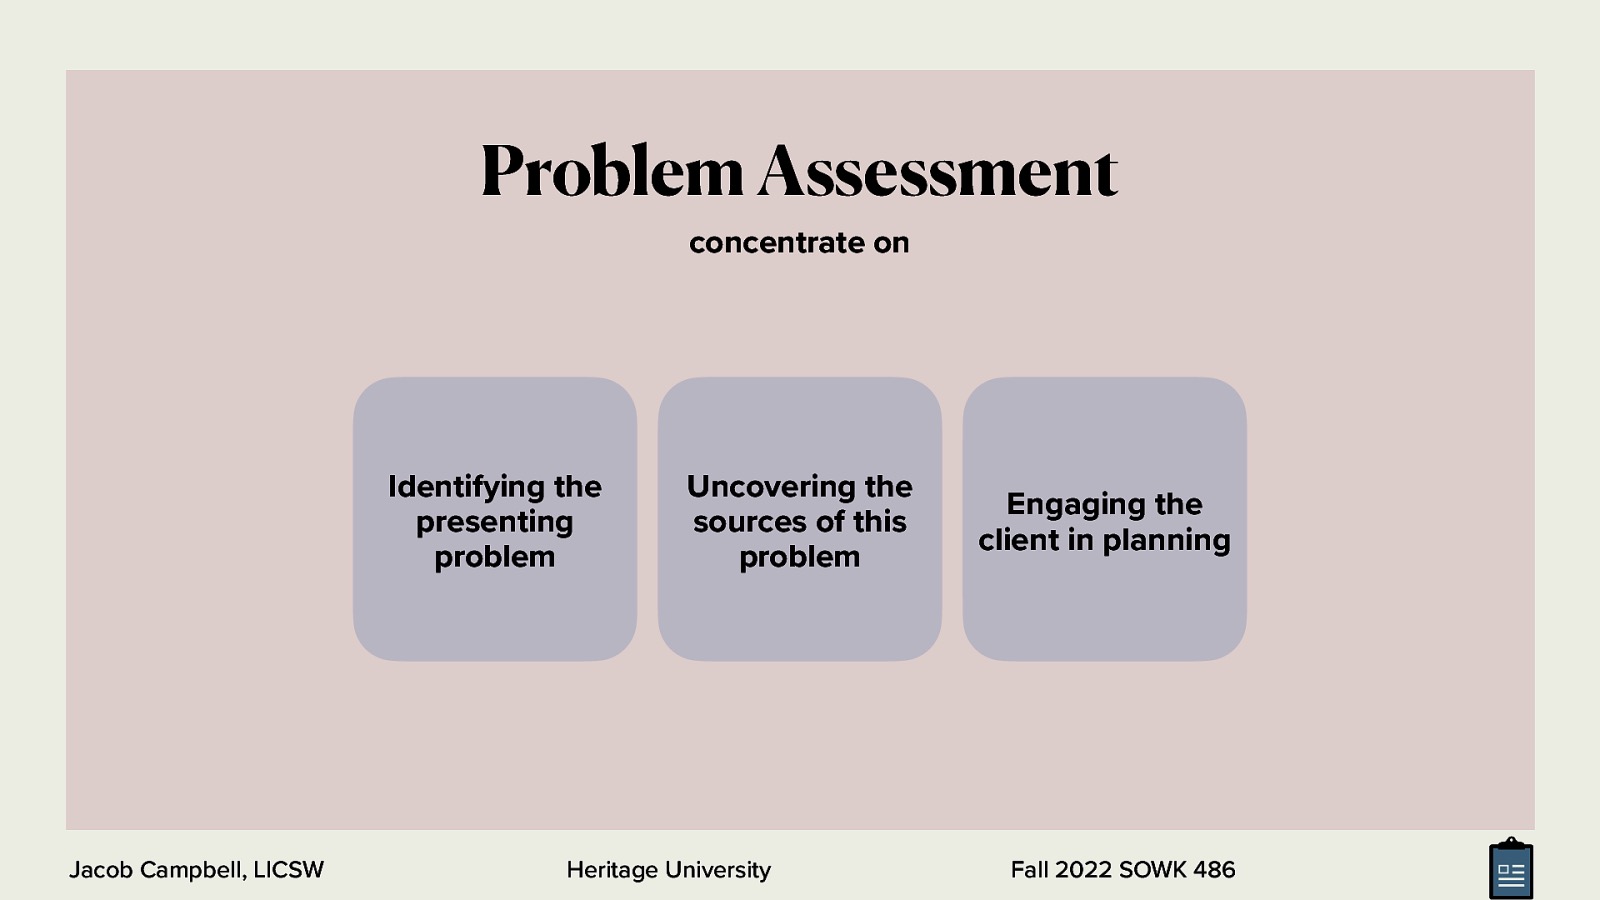 Problem Assessment
concentrate on
Identifying the
presenting
problem
Uncovering the
sources of this
problem
Engaging the
client in planning
Jacob Campbell, LICSW
Heritage University
Fall 2022 SOWK 486